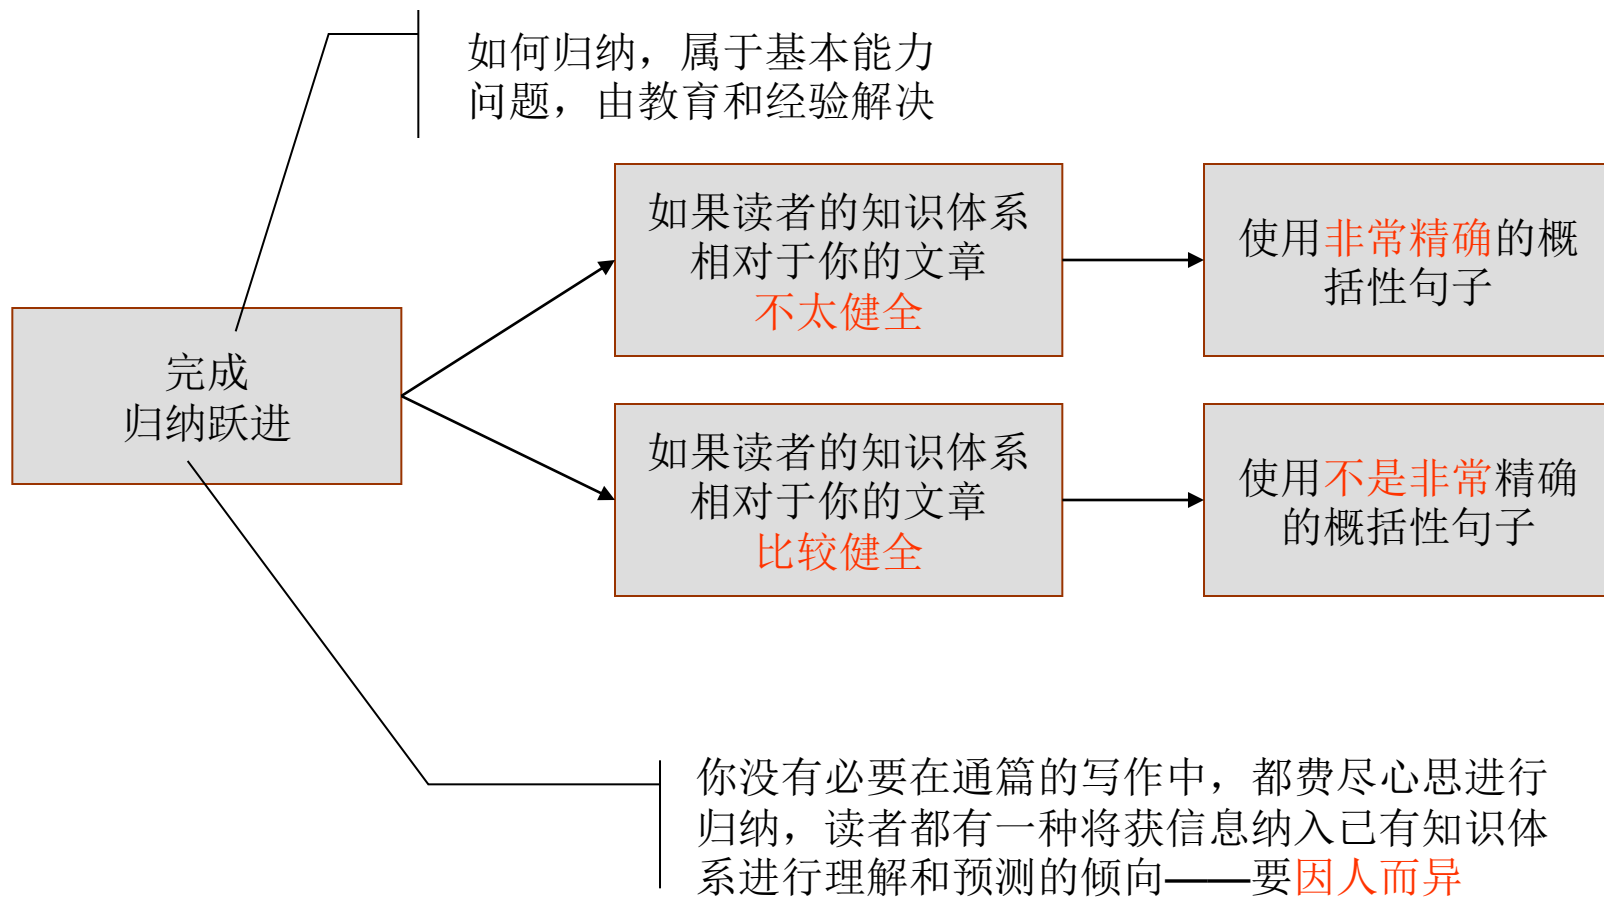 如何归纳，属于基本能力
问题，由教育和经验解决
如果读者的知识体系
相对于你的文章
不太健全
使用非常精确的概
括性句子
完成
归纳跃进
如果读者的知识体系
相对于你的文章
比较健全
使用不是非常精确
的概括性句子
你没有必要在通篇的写作中，都费尽心思进行
归纳，读者都有一种将获信息纳入已有知识体
系进行理解和预测的倾向——要因人而异